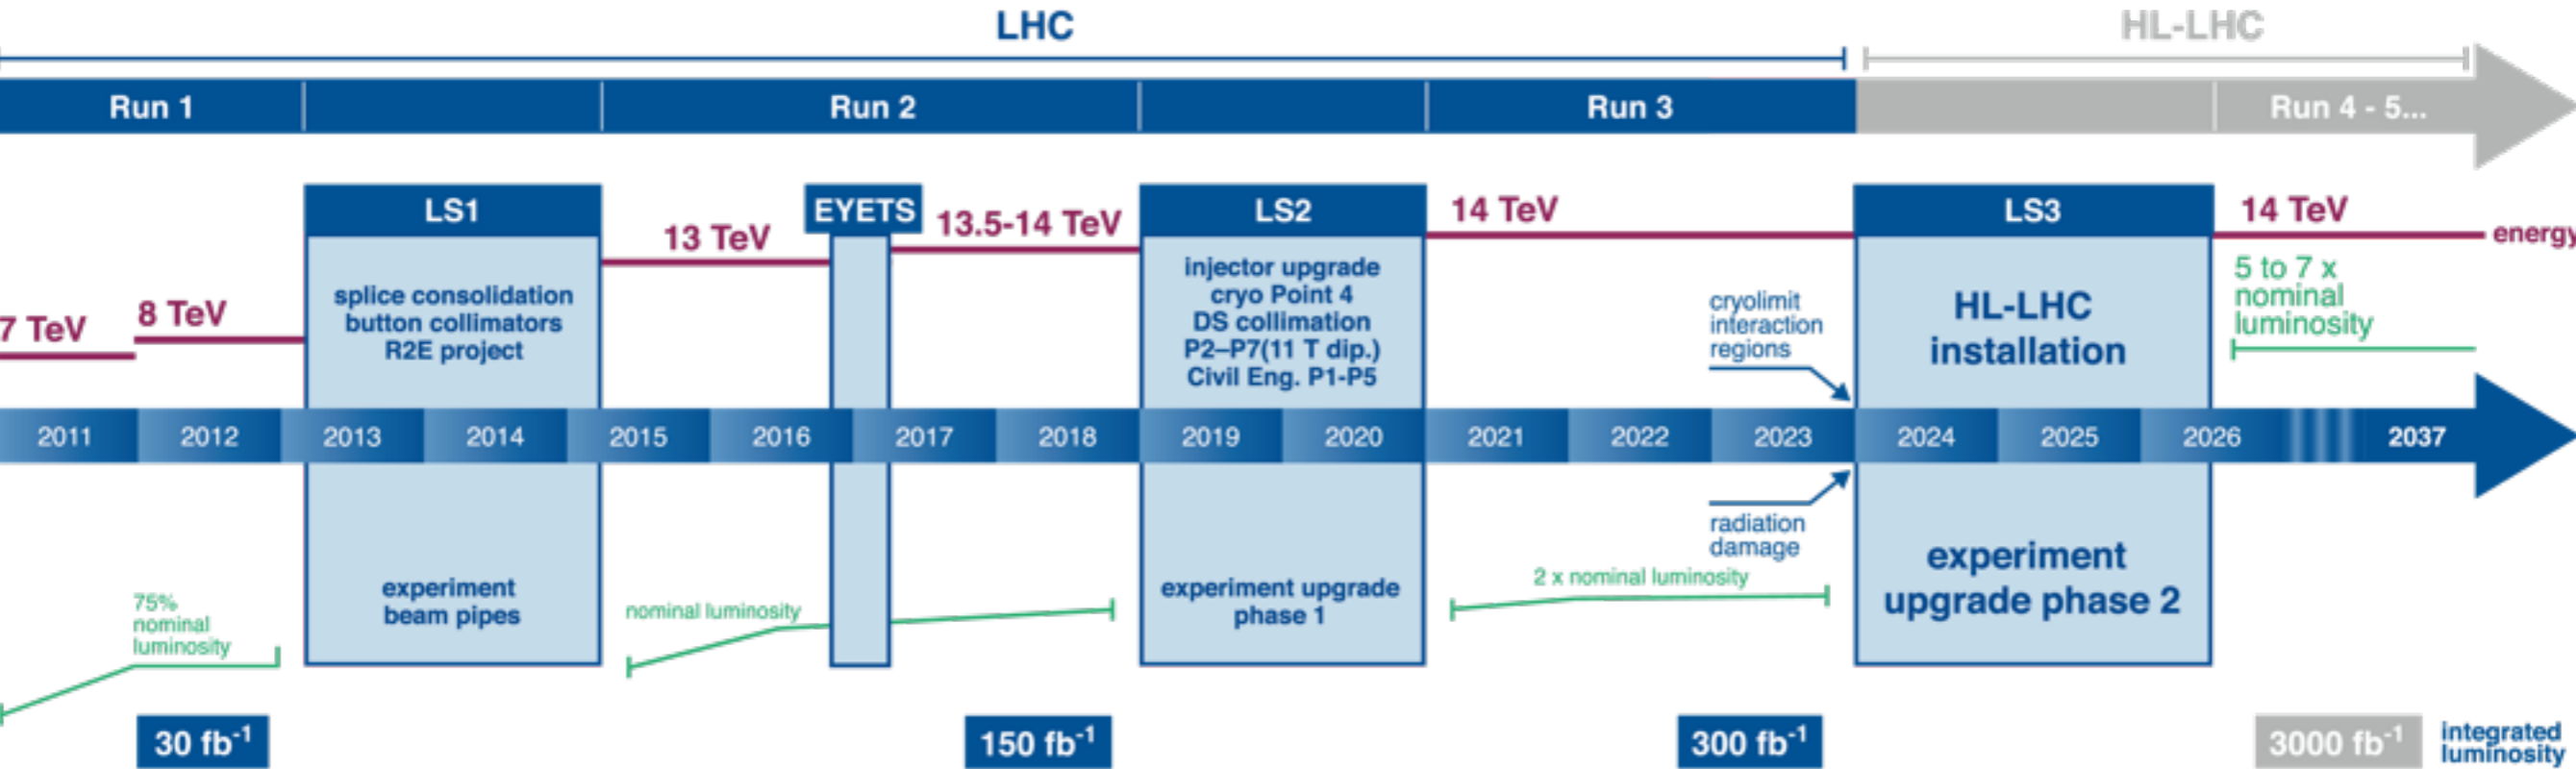 LHC
HL-LHC
Run 1
Run 2
Run 3
Run 4 - 5...
LS1
EYETS
13.5-14 TeV
LS2
14 TeV
LS3
14 TeV
energy
13 TeV
7 TeV
8 TeV
splice consolidation
button collimators
R2E project
injector upgrade
cryo Point 4
DS collimation
P2–P7(11 T dip.)
Civil Eng. P1-P5
cryolimit
interaction
regions
HL-LHC
installation
5 to 7 x
nominal
luminosity
2011
2012
2013
2014
2015
2016
2017
2018
2019
2020
2021
2022
2023
2024
2025
2026
2037
75%
nominal
luminosity
experiment
beam pipes
nominal luminosity
experiment upgrade
phase 1
2 x nominal luminosity
radiation
damage
experiment
upgrade phase 2
30 fb⁻¹
150 fb⁻¹
300 fb⁻¹
3000 fb⁻¹
integrated
luminosity